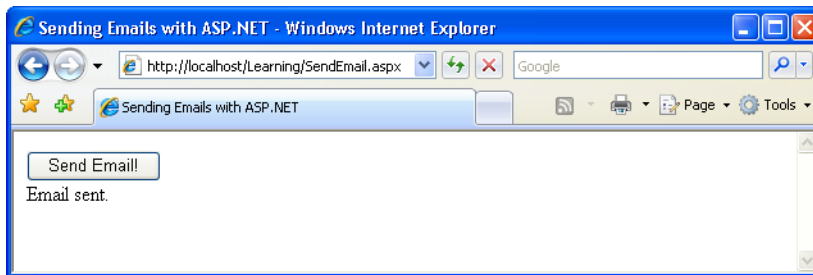 Sending Emails with ASP.NET - Windows Internet Explorer
http://localhost/Learning/SendEmail.aspx
Google
Sending Emails with ASP.NET
Page
Tools
Send Email!
Email sent.